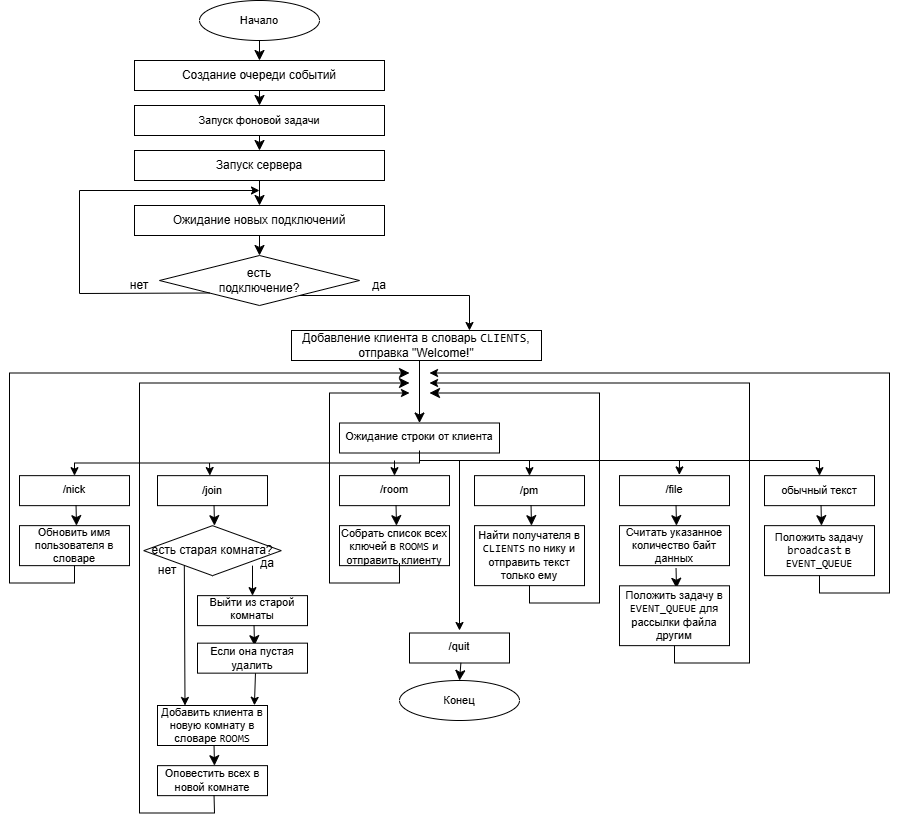 Начало
Создание очереди событий
Запуск фоновой задачи
Запуск сервера
Ожидание новых подключений
есть
подключение?
нет
да
Добавление клиента в словарь CLIENTS,
отправка "Welcome!"
Ожидание строки от клиента
/nick
/join
/room
/pm
/file
обычный текст
Обновить имя
пользователя в
словаре
есть старая комната?
нет
да
Собрать список всех
ключей в ROOMS и
отправить,клиенту
Найти получателя в
CLIENTS по нику и
отправить текст
только ему
Считать указанное
количество байт
данных
Положить задачу
broadcast в
EVENT_QUEUE
Выйти из старой
комнаты
Положить задачу в
EVENT_QUEUE для
рассылки файла
другим
Если она пустая
удалить
/quit
Конец
Добавить клиента в
новую комнату в
словаре ROOMS
Оповестить всех в
новой комнате